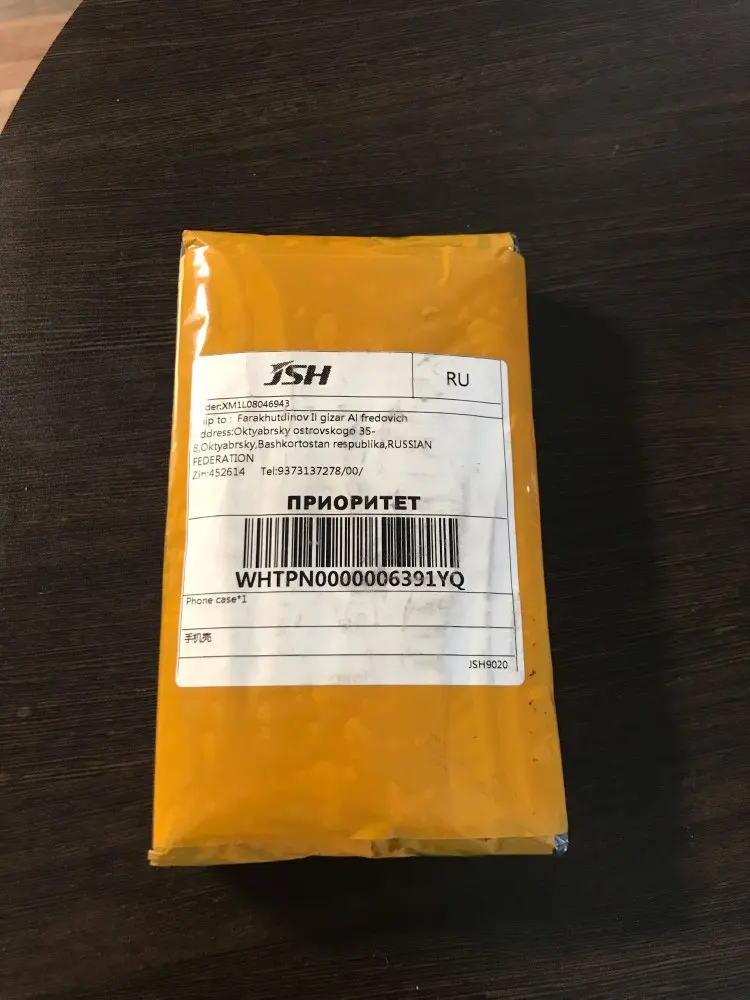 JSH
RU
der:XM1L08046943
ip to : Farakhutdinov Il gizar Al fredovich
ddress:Oktyabrsky ostrovskogo 35-
8,Oktyabrsky,Bashkortostan respublika,RUSSIAN
FEDERATION
Zip:452614 Tel:9373137278/00/
ПРИОРИТЕТ
WHTPN0000006391YQ
Phone case*1
手机壳
JSH9020